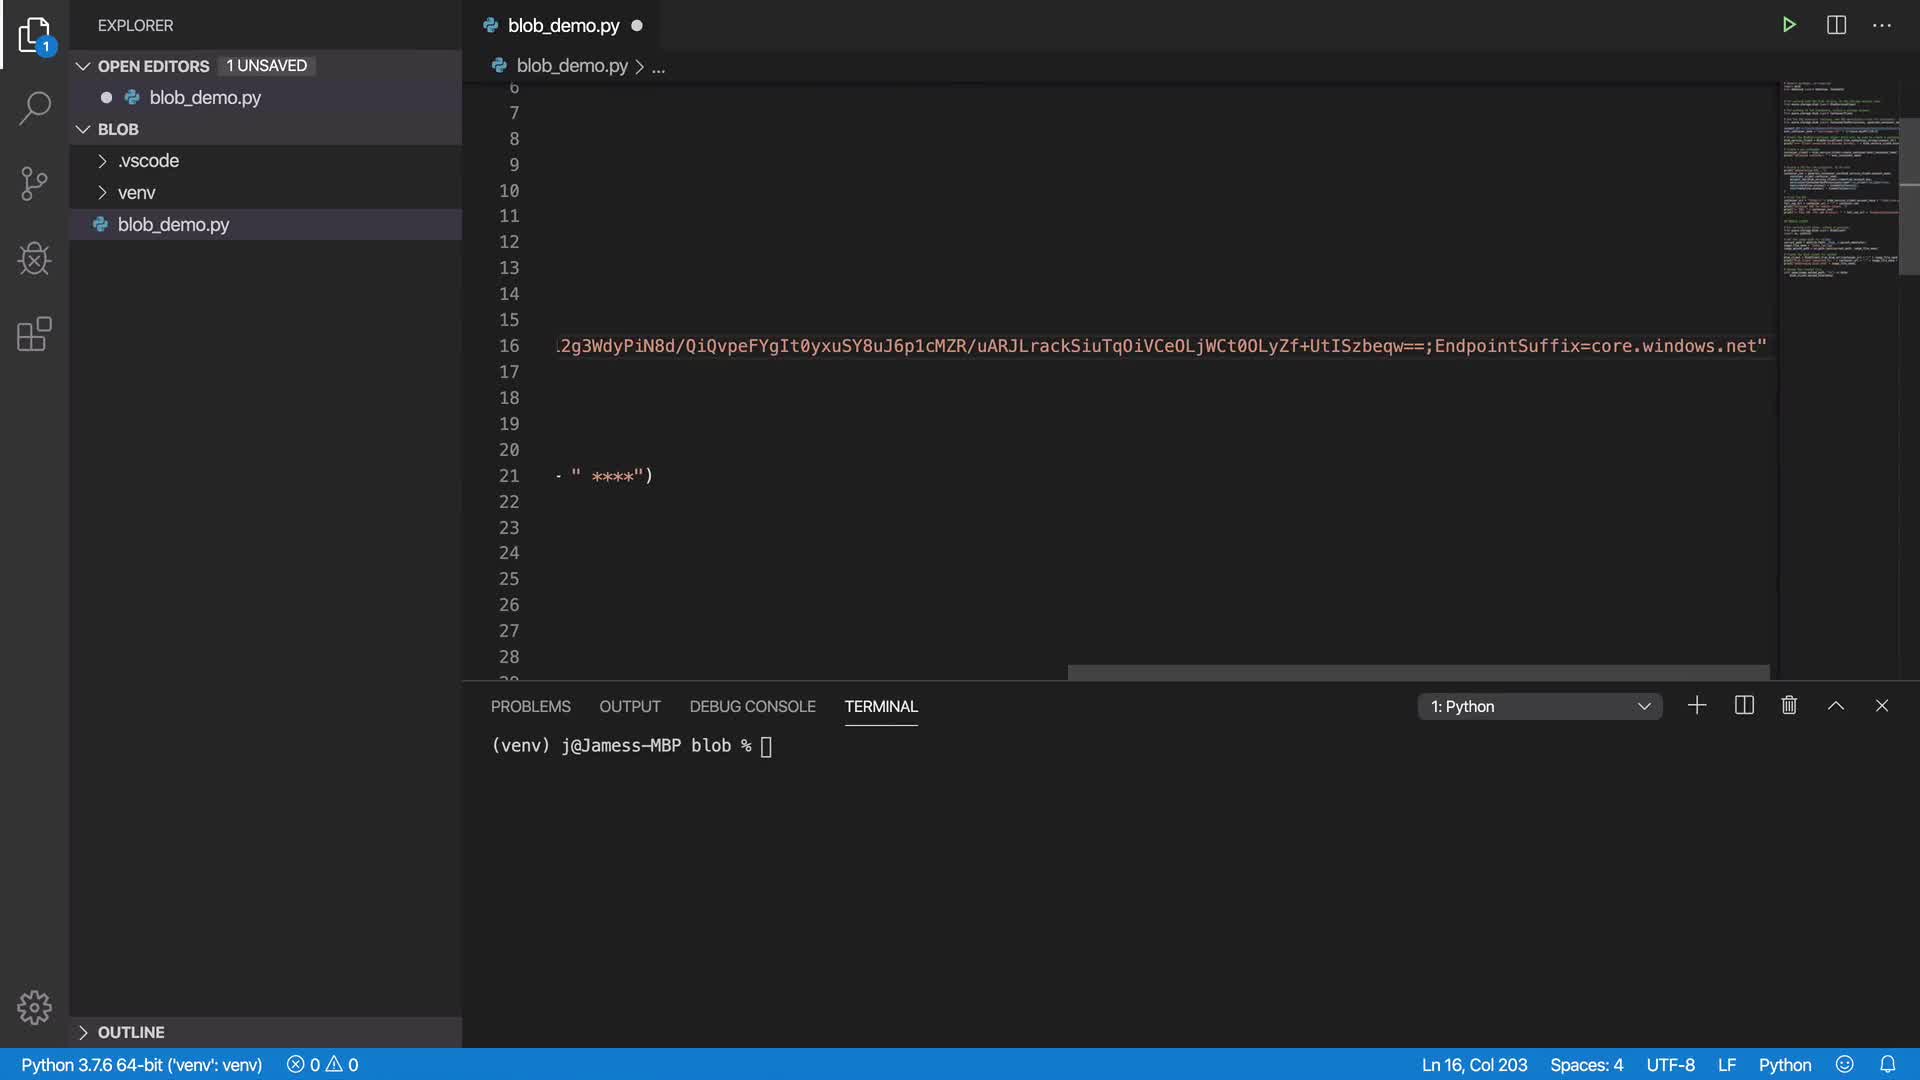 EXPLORER
OPEN EDITORS 1 UNSAVED
blob_demo.py
BLOB
.vscode
venv
blob_demo.py
OUTLINE
1
blob_demo.py
blob_demo.py > ...
6
7
8
9
10
11
12
13
14
15
16 .2g3WdyPiN8d/QiQvpeFYgIt0yxuSY8uJ6p1cMZR/uARJLrackSiuTqOiVCeOLjWCt0OLyZf+UtISzbeqw==;EndpointSuffix=core.windows.net"
17
18
19
20
21 - " ****")
22
23
24
25
26
27
28
PROBLEMS OUTPUT DEBUG CONSOLE TERMINAL 1: Python
(venv) j@Jamess-MBP blob %
Python 3.7.6 64-bit ('venv': venv) 0 0 Ln 16, Col 203 Spaces: 4 UTF-8 LF Python